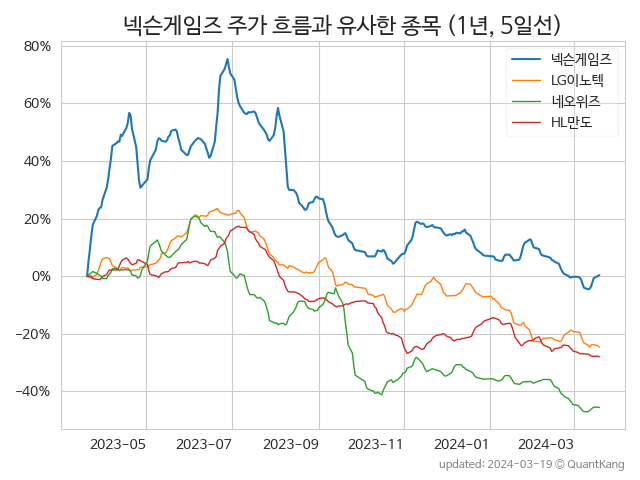 넥슨게임즈 주가 흐름과 유사한 종목 (1년, 5일선)
80%
60%
40%
20%
0%
−20%
−40%
넥슨게임즈
LG이노텍
네오위즈
HL만도
2023-05
2023-07
2023-09
2023-11
2024-01
2024-03
updated: 2024-03-19 © QuantKang